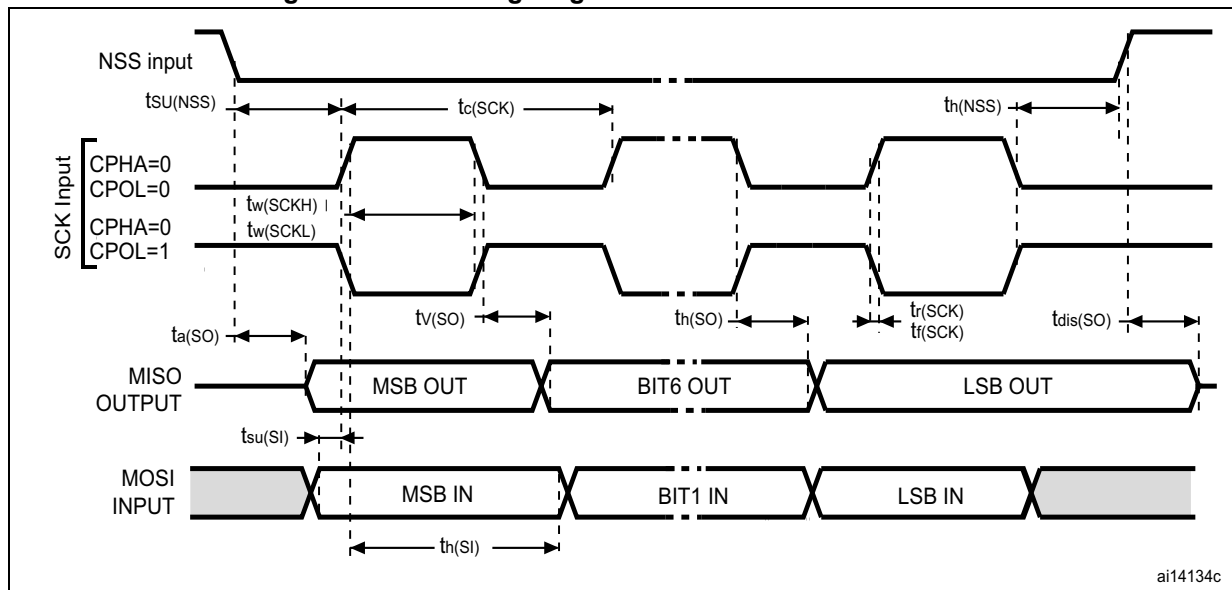 NSS input
tSU(NSS)
tc(SCK)
th(NSS)
SCK Input
CPHA=0
CPOL=0
tw(SCKH)
CPHA=0
CPOL=1
tw(SCKL)
ta(SO)
tV(SO)
th(SO)
tr(SCK)
tf(SCK)
tdis(SO)
MISO
OUTPUT
MSB OUT
BIT6 OUT
LSB OUT
tsu(SI)
MOSI
INPUT
MSB IN
BIT1 IN
LSB IN
th(SI)
ai14134c